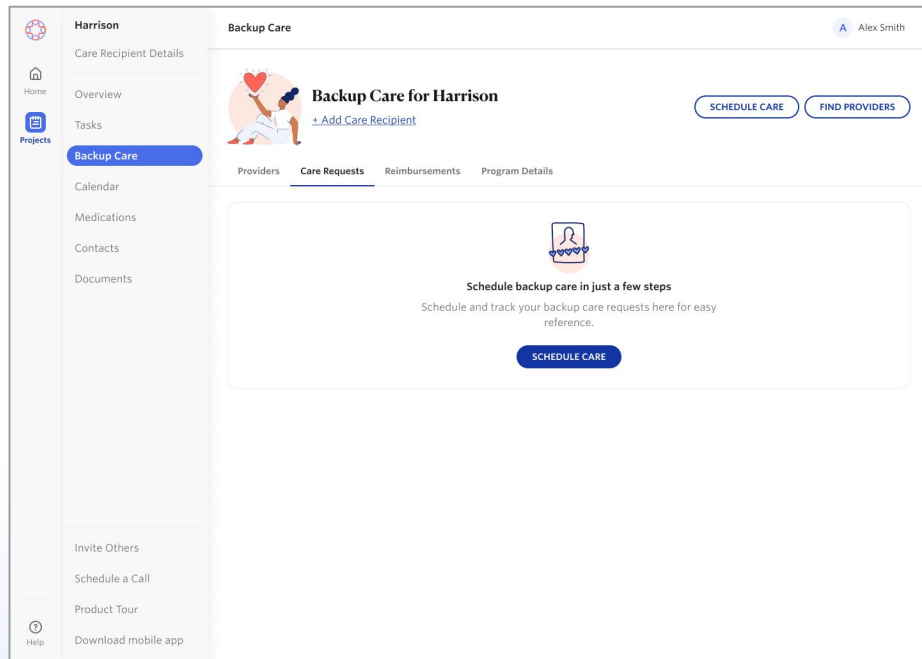 Home
Projects
Help
Harrison
Care Recipient Details
Overview
Tasks
Backup Care
Calendar
Medications
Contacts
Documents
Invite Others
Schedule a Call
Product Tour
Download mobile app
Backup Care
A Alex Smith
Backup Care for Harrison
+ Add Care Recipient
SCHEDULE CARE
FIND PROVIDERS
Providers Care Requests Reimbursements Program Details
Schedule backup care in just a few steps
Schedule and track your backup care requests here for easy
reference.
SCHEDULE CARE